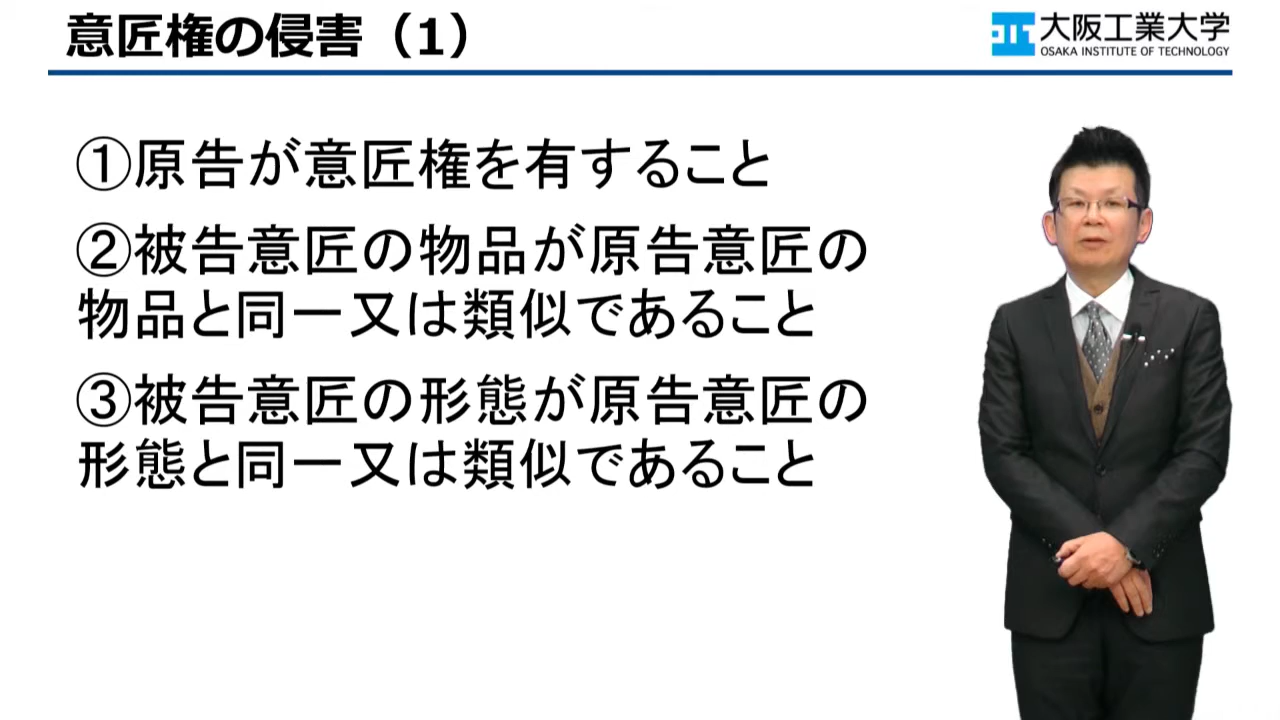 意匠権の侵害（1）
大阪工業大学
OSAKA INSTITUTE OF TECHNOLOGY
①原告が意匠権を有すること
②被告意匠の物品が原告意匠の
物品と同一又は類似であること
③被告意匠の形態が原告意匠の
形態と同一又は類似であること